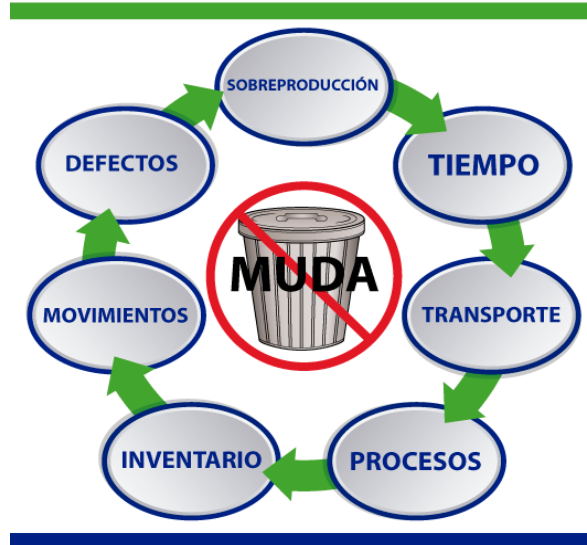 SOBREPRODUCCIÓN
TIEMPO
TRANSPORTE
PROCESOS
INVENTARIO
MOVIMIENTOS
DEFECTOS
MUDA